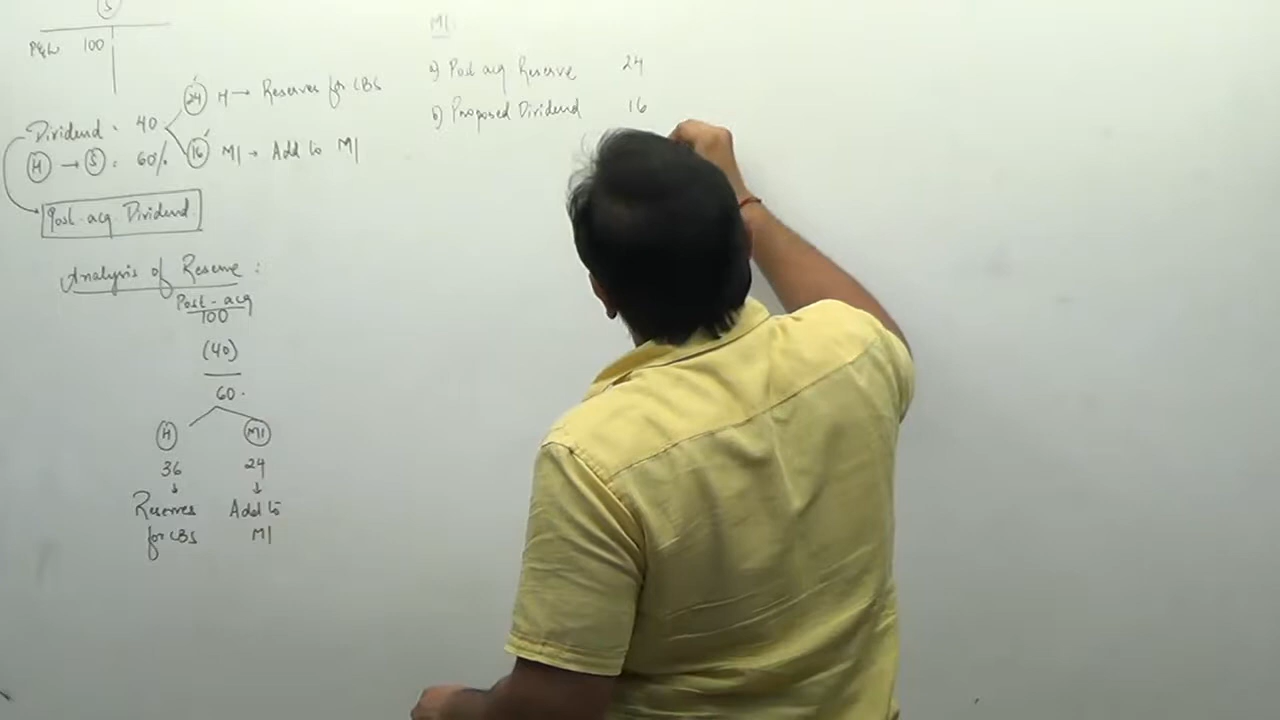 S
P&L 100
Dividend = 40
24 H → Reserves for CBS
H → S = 60%
16 MI → Add to MI
Post-acq Dividend
Analysis of Reserve :
Post-acq
100
(40)
60
H MI
36 24
Reserves for CBS
Add to MI
MI
a) Post acq Reserve 24
b) Proposed Dividend 16